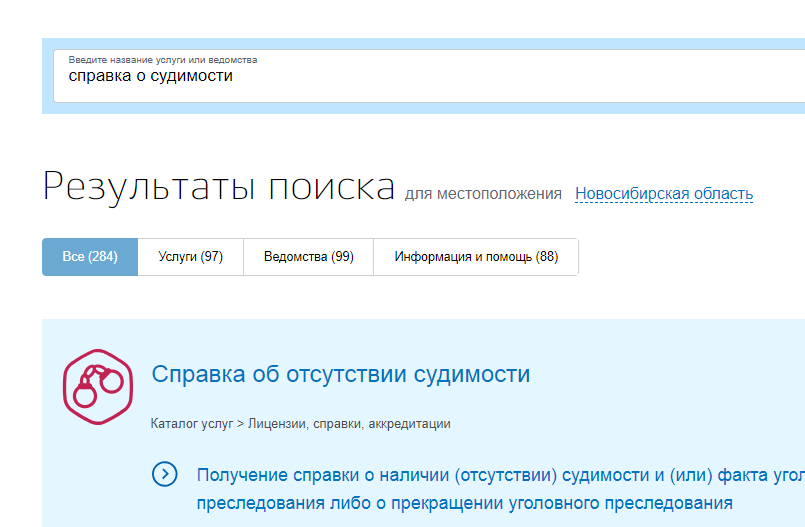 Введите название услуги или ведомства
справка о судимости
Результаты поиска для местоположения Новосибирская область
Все (284) Услуги (97) Ведомства (99) Информация и помощь (88)
Справка об отсутствии судимости
Каталог услуг > Лицензии, справки, аккредитации
Получение справки о наличии (отсутствии) судимости и (или) факта угол
преследования либо о прекращении уголовного преследования